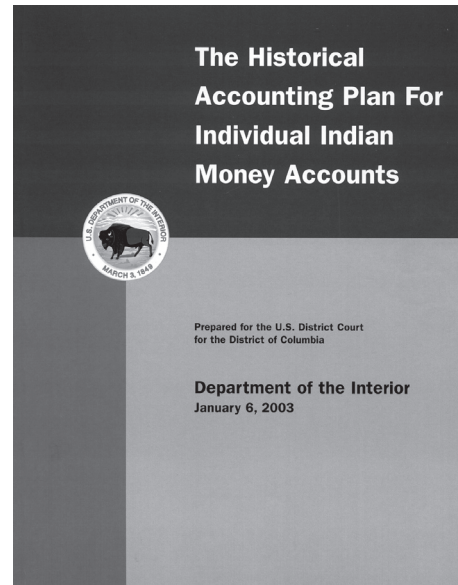 The Historical
Accounting Plan For
Individual Indian
Money Accounts
U.S. DEPARTMENT OF THE INTERIOR
MARCH 3, 1849
Prepared for the U.S. District Court
for the District of Columbia
Department of the Interior
January 6, 2003